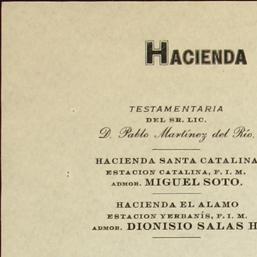 HACIENDA
TESTAMENTARIA
DEL SR. LIC.
D. Pablo Martínez del Río,
HACIENDA SANTA CATALINA
ESTACION CATALINA, F. I. M.
ADMOR. MIGUEL SOTO.
HACIENDA EL ALAMO
ESTACION YERBANÍS, F. I. M.
ADMOR. DIONISIO SALAS H